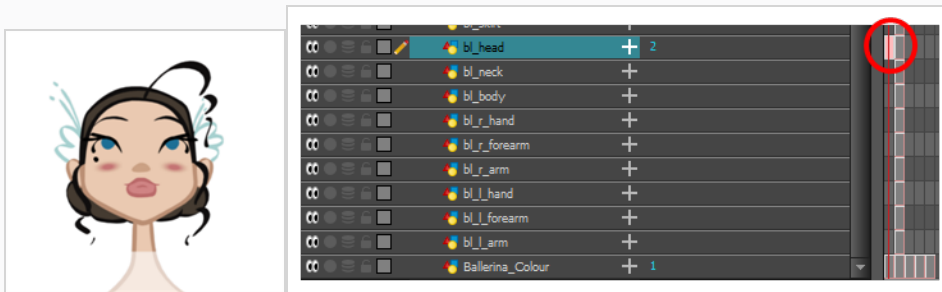 bl_head 2
bl_neck
bl_body
bl_r_hand
bl_r_forearm
bl_r_arm
bl_l_hand
bl_l_forearm
bl_l_arm
Ballerina_Colour 1